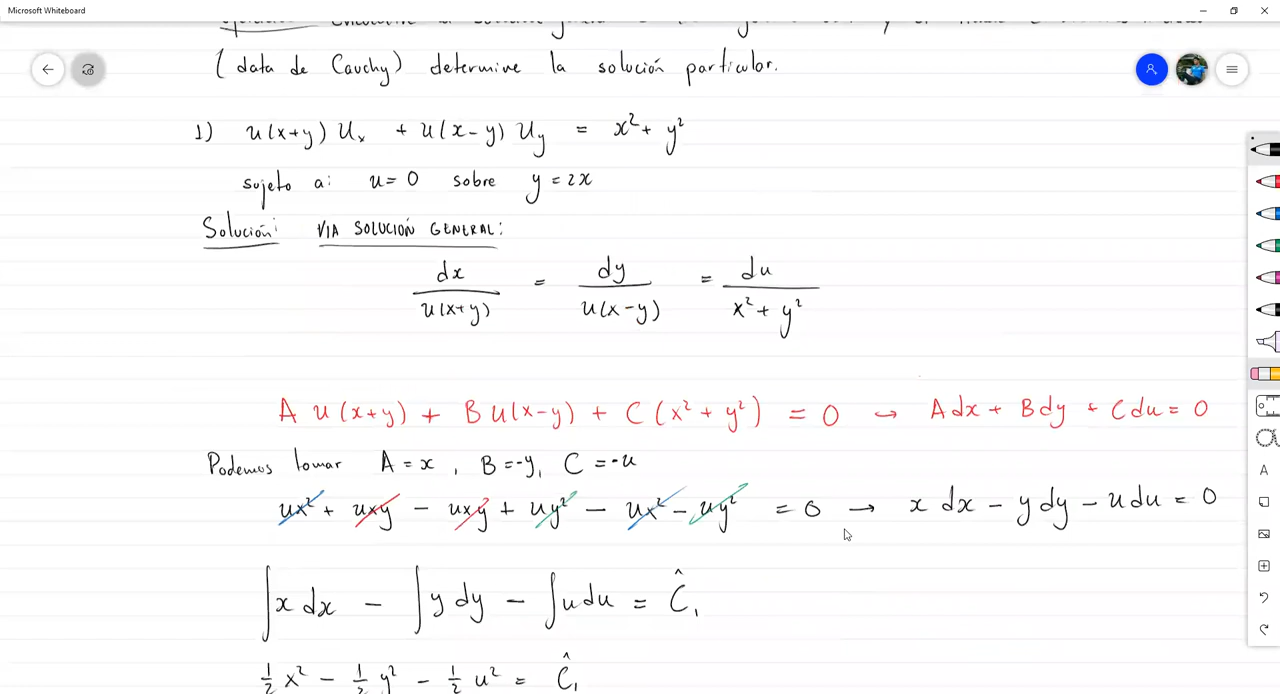 Microsoft Whiteboard
(data de Cauchy) determine la solución particular.
1) u(x+y) Ux + u(x-y) Uy = x² + y²
sujeto a: u=0 sobre y=2x
Solución: VIA SOLUCIÓN GENERAL:
dx/u(x+y) = dy/u(x-y) = du/x²+y²
A u(x+y) + B u(x-y) + C(x²+y²) = 0 → A dx + B dy + C du = 0
Podemos tomar A=x, B=-y, C=-u
ux² + uxy - uxy + uy² - ux² - uy² = 0 → x dx - y dy - u du = 0
∫x dx - ∫y dy - ∫u du = Ĉ₁
½ x² - ½ y² - ½ u² = Ĉ₁
A